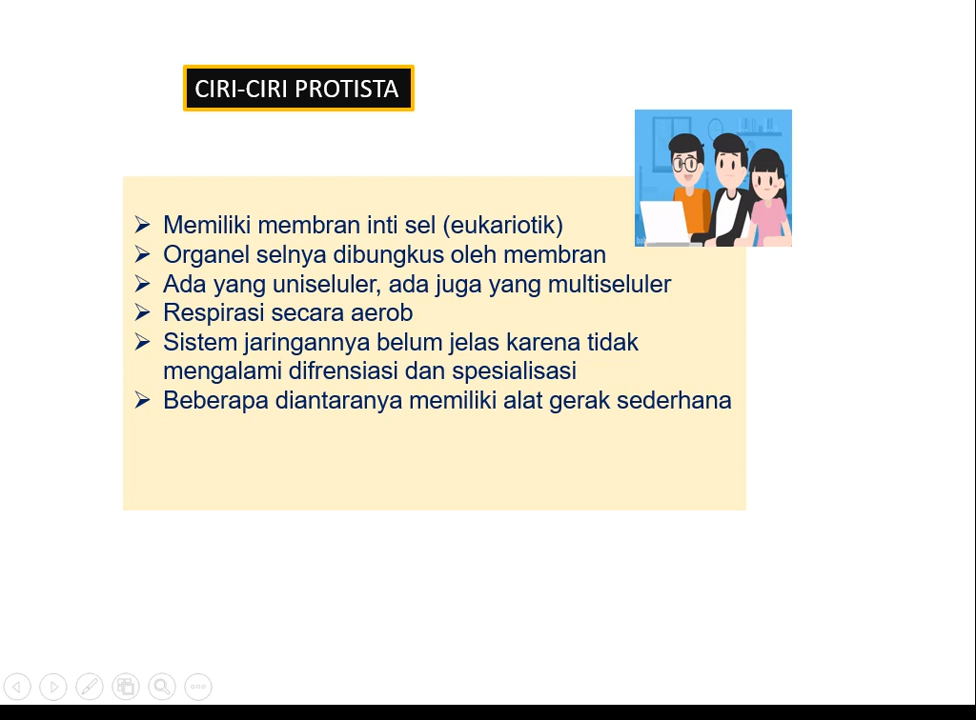 CIRI-CIRI PROTISTA
➢ Memiliki membran inti sel (eukariotik)
➢ Organel selnya dibungkus oleh membran
➢ Ada yang uniseluler, ada juga yang multiseluler
➢ Respirasi secara aerob
➢ Sistem jaringannya belum jelas karena tidak
mengalami difrensiasi dan spesialisasi
➢ Beberapa diantaranya memiliki alat gerak sederhana